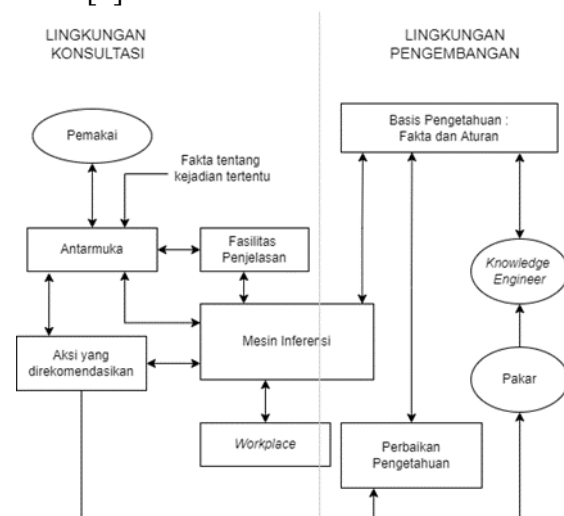 LINGKUNGAN
KONSULTASI
LINGKUNGAN
PENGEMBANGAN
Pemakai
Fakta tentang
kejadian tertentu
Basis Pengetahuan :
Fakta dan Aturan
Antarmuka
Fasilitas
Penjelasan
Knowledge
Engineer
Mesin Inferensi
Aksi yang
direkomendasikan
Pakar
Workplace
Perbaikan
Pengetahuan